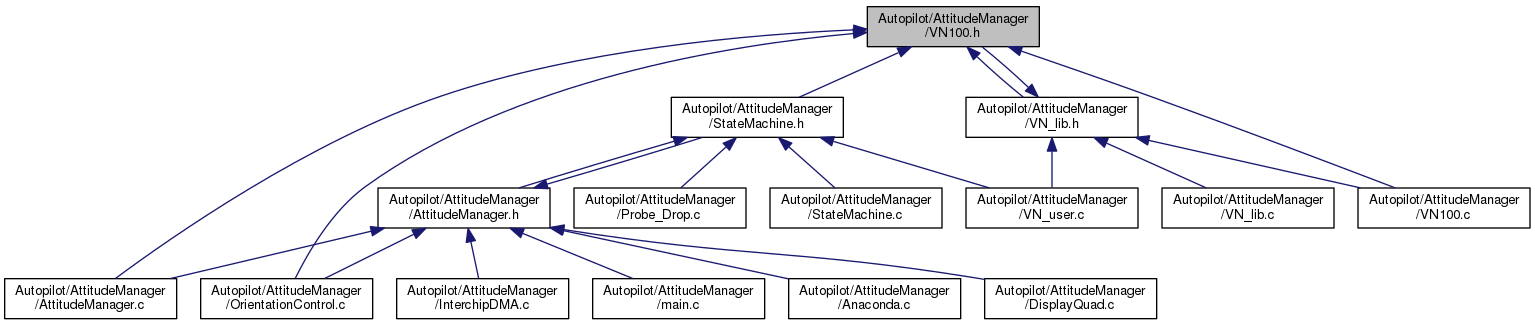 Autopilot/AttitudeManager
/VN100.h
Autopilot/AttitudeManager
/StateMachine.h
Autopilot/AttitudeManager
/VN_lib.h
Autopilot/AttitudeManager
/AttitudeManager.h
Autopilot/AttitudeManager
/Probe_Drop.c
Autopilot/AttitudeManager
/StateMachine.c
Autopilot/AttitudeManager
/VN_user.c
Autopilot/AttitudeManager
/VN_lib.c
Autopilot/AttitudeManager
/VN100.c
Autopilot/AttitudeManager
/AttitudeManager.c
Autopilot/AttitudeManager
/OrientationControl.c
Autopilot/AttitudeManager
/InterchipDMA.c
Autopilot/AttitudeManager
/main.c
Autopilot/AttitudeManager
/Anaconda.c
Autopilot/AttitudeManager
/DisplayQuad.c